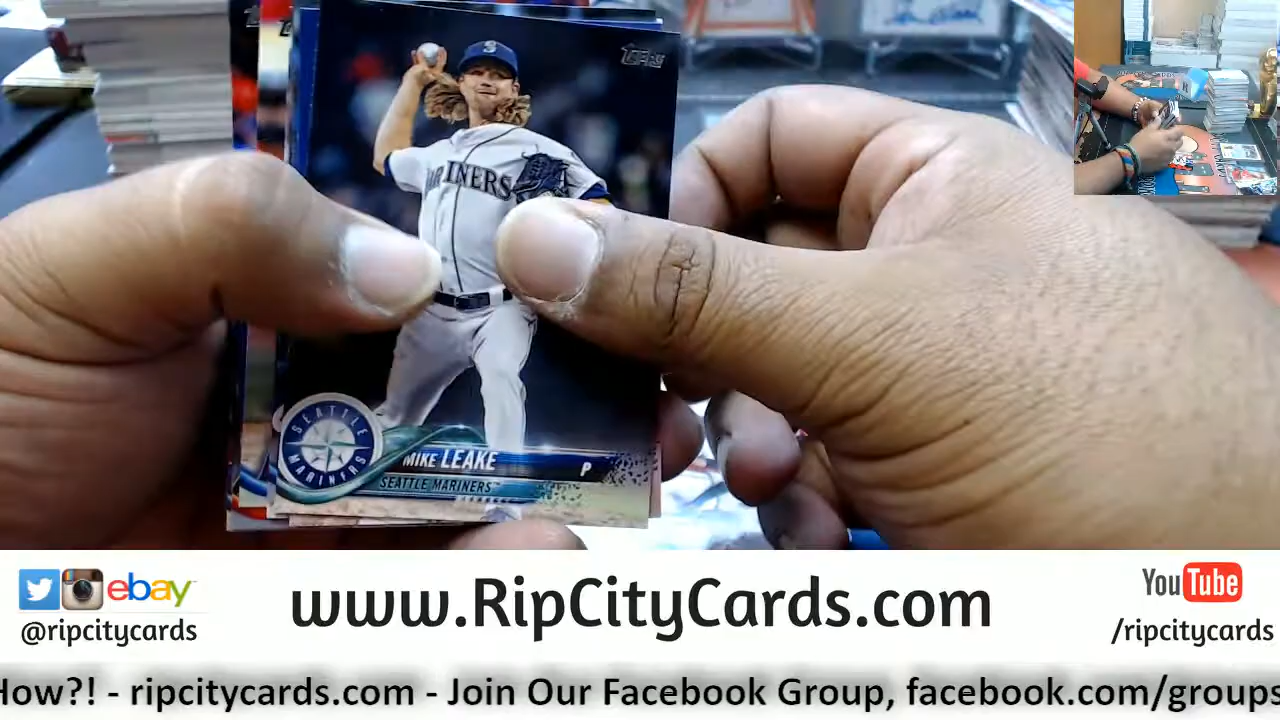 TOPPS
S
MARINERS
SEATTLE
MARINERS
MIKE LEAKE
P
SEATTLE MARINERS
ebay
@ripcitycards
www.RipCityCards.com
YouTube
/ripcitycards
How?! - ripcitycards.com - Join Our Facebook Group, facebook.com/groups